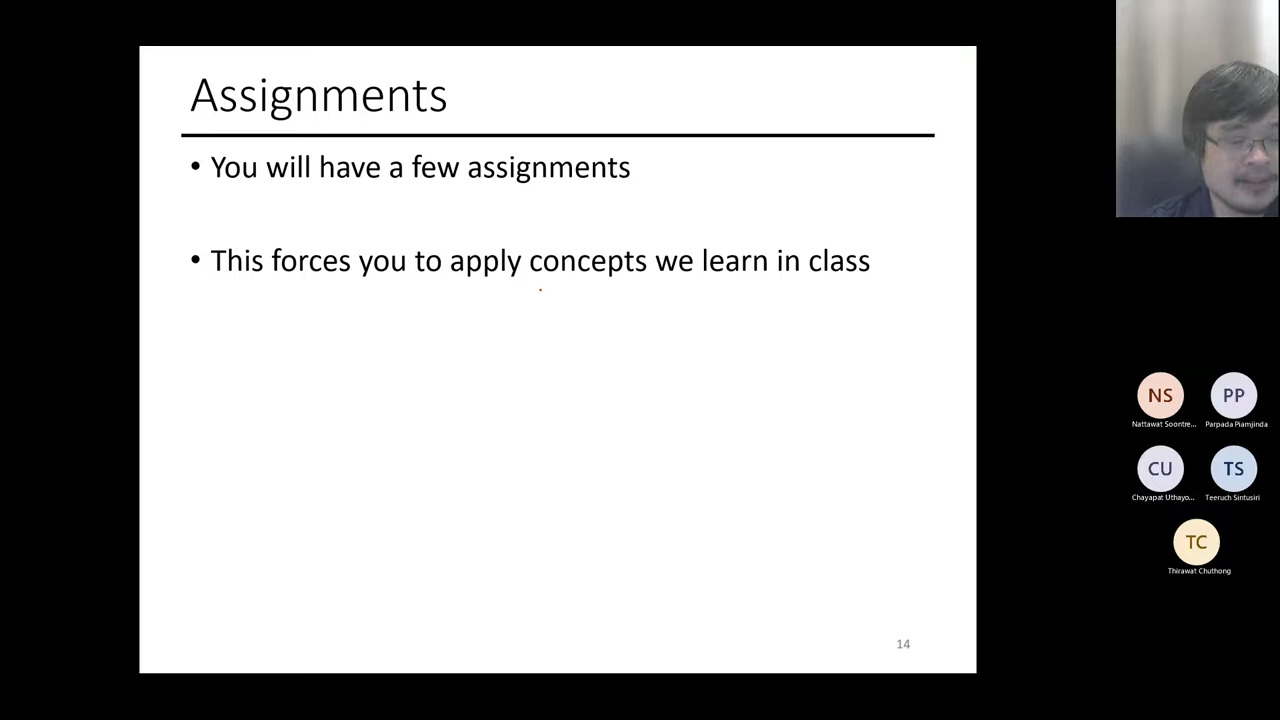 Assignments
• You will have a few assignments
• This forces you to apply concepts we learn in class
14
NS
PP
Nattawat Soontre...
Parpada Piamjinda
CU
TS
Chayapat Uthayo...
Teeruch Sintusiri
TC
Thirawat Chuthong